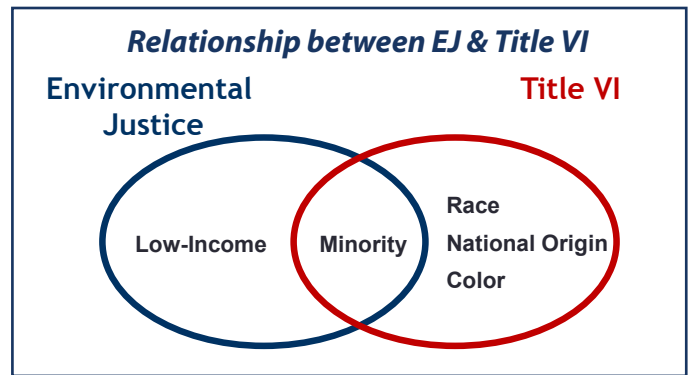 Relationship between EJ & Title VI
Environmental
Justice
Title VI
Low-Income
Minority
Race
National Origin
Color